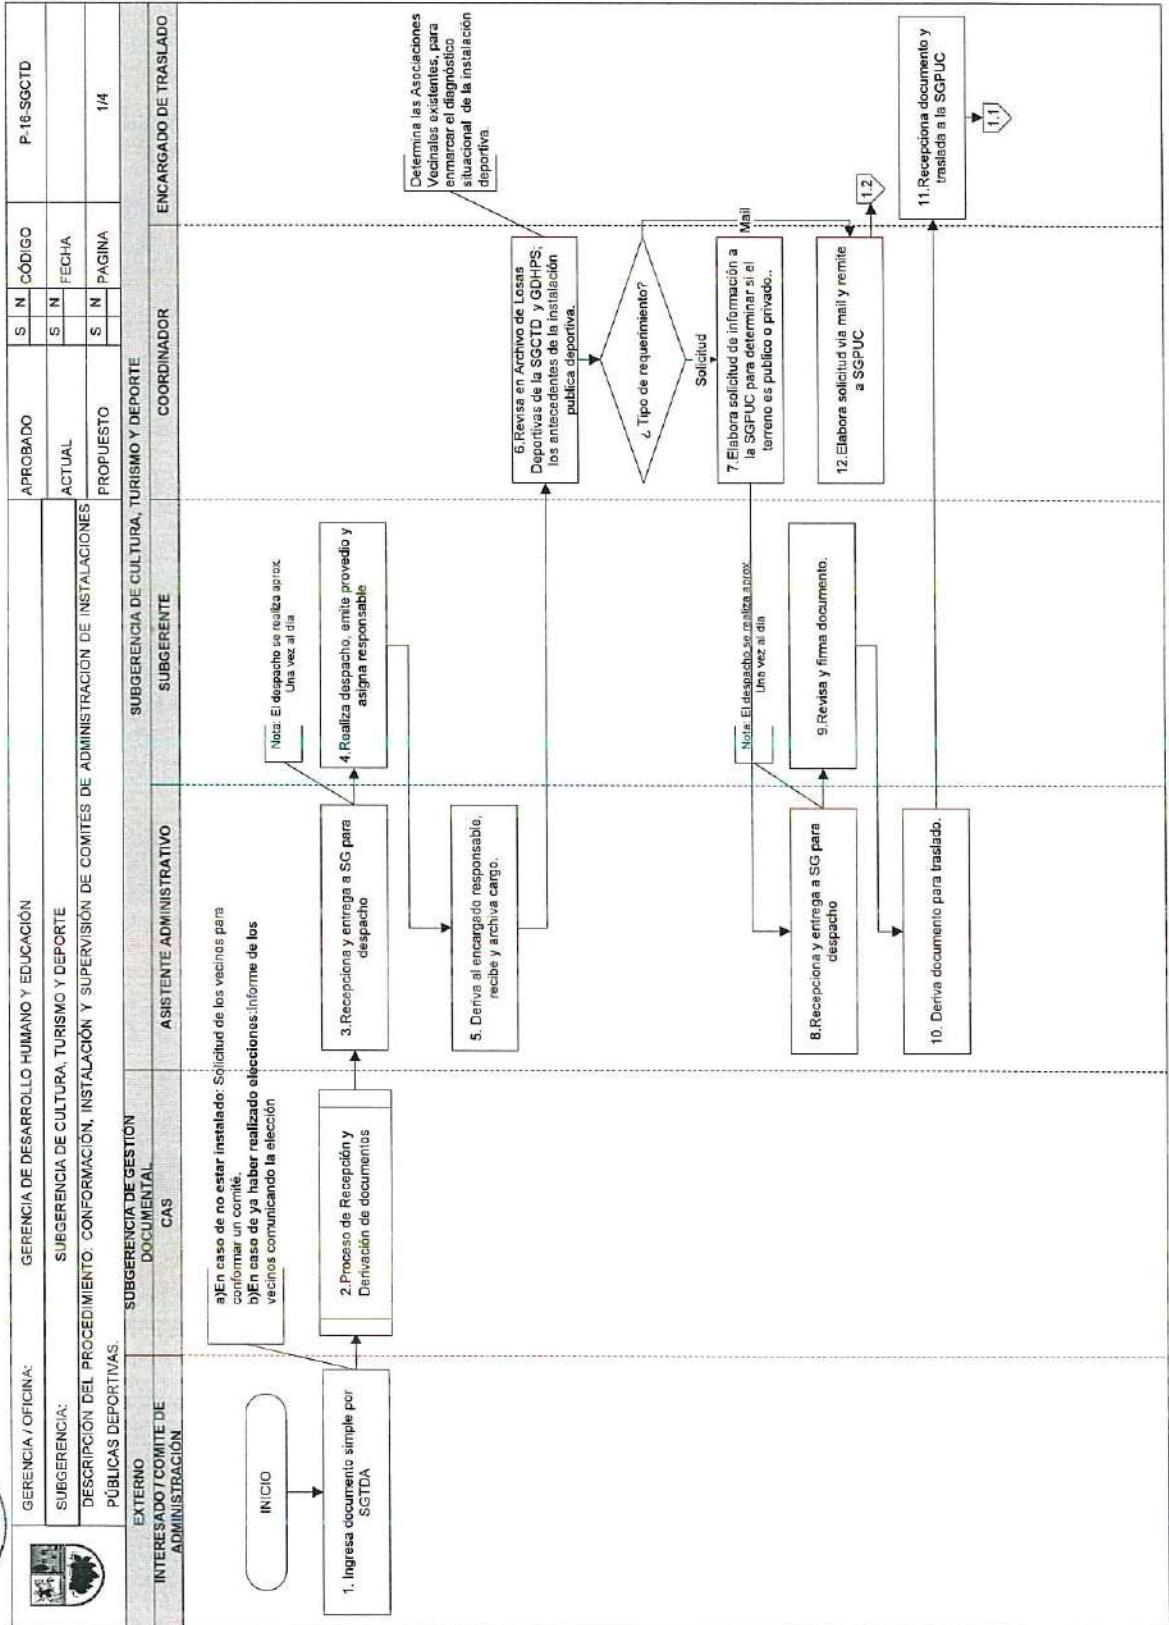 GERENCIA / OFICINA:
GERENCIA DE DESARROLLO HUMANO Y EDUCACIÓN
APROBADO
S
N
CÓDIGO
P-16-SGCTD
SUBGERENCIA:
SUBGERENCIA DE CULTURA, TURISMO Y DEPORTE
ACTUAL
S
N
FECHA
DESCRIPCIÓN DEL PROCEDIMIENTO: CONFORMACIÓN, INSTALACIÓN Y SUPERVISIÓN DE COMITÉS DE ADMINISTRACIÓN DE INSTALACIONES
PÚBLICAS DEPORTIVAS.
PROPUESTO
S
N
PAGINA
1/4
EXTERNO
SUBGERENCIA DE GESTIÓN
DOCUMENTAL
SUBGERENCIA DE CULTURA, TURISMO Y DEPORTE
INTERESADO / COMITE DE
ADMINISTRACIÓN
CAS
ASISTENTE ADMINISTRATIVO
SUBGERENTE
COORDINADOR
ENCARGADO DE TRASLADO
INICIO
1. Ingresa documento simple por
SGTDA
a)En caso de no estar instalado: Solicitud de los vecinos para
conformar un comité.
b)En caso de ya haber realizado elecciones:Informe de los
vecinos comunicando la elección
2.Proceso de Recepción y
Derivación de documentos
3.Recepciona y entrega a SG para
despacho
Nota: El despacho se realiza aprox.
Una vez al dia
4.Realiza despacho, emite provedio y
asigna responsable
5. Deriva al encargado responsable,
recibe y archiva cargo.
6.Revisa en Archivo de Losas
Deportivas de la SGCTD y GDHPS;
los antecedentes de la instalación
publica deportiva.
Determina las Asociaciones
Vecinales existentes, para
enmarcar el diagnóstico
situacional de la instalación
deportiva.
¿ Tipo de requerimiento?
Solicitud
Mail
7.Elabora solicitud de información a
la SGPUC para determinar si el
terreno es publico o privado..
Nota: El despacho se realiza aprox
Una vez al dia
8.Recepciona y entrega a SG para
despacho
9.Revisa y firma documento.
10. Deriva documento para traslado.
11.Recepciona documento y
traslada a la SGPUC
1.1
12.Elabora solicitud via mail y remite
a SGPUC
1.2